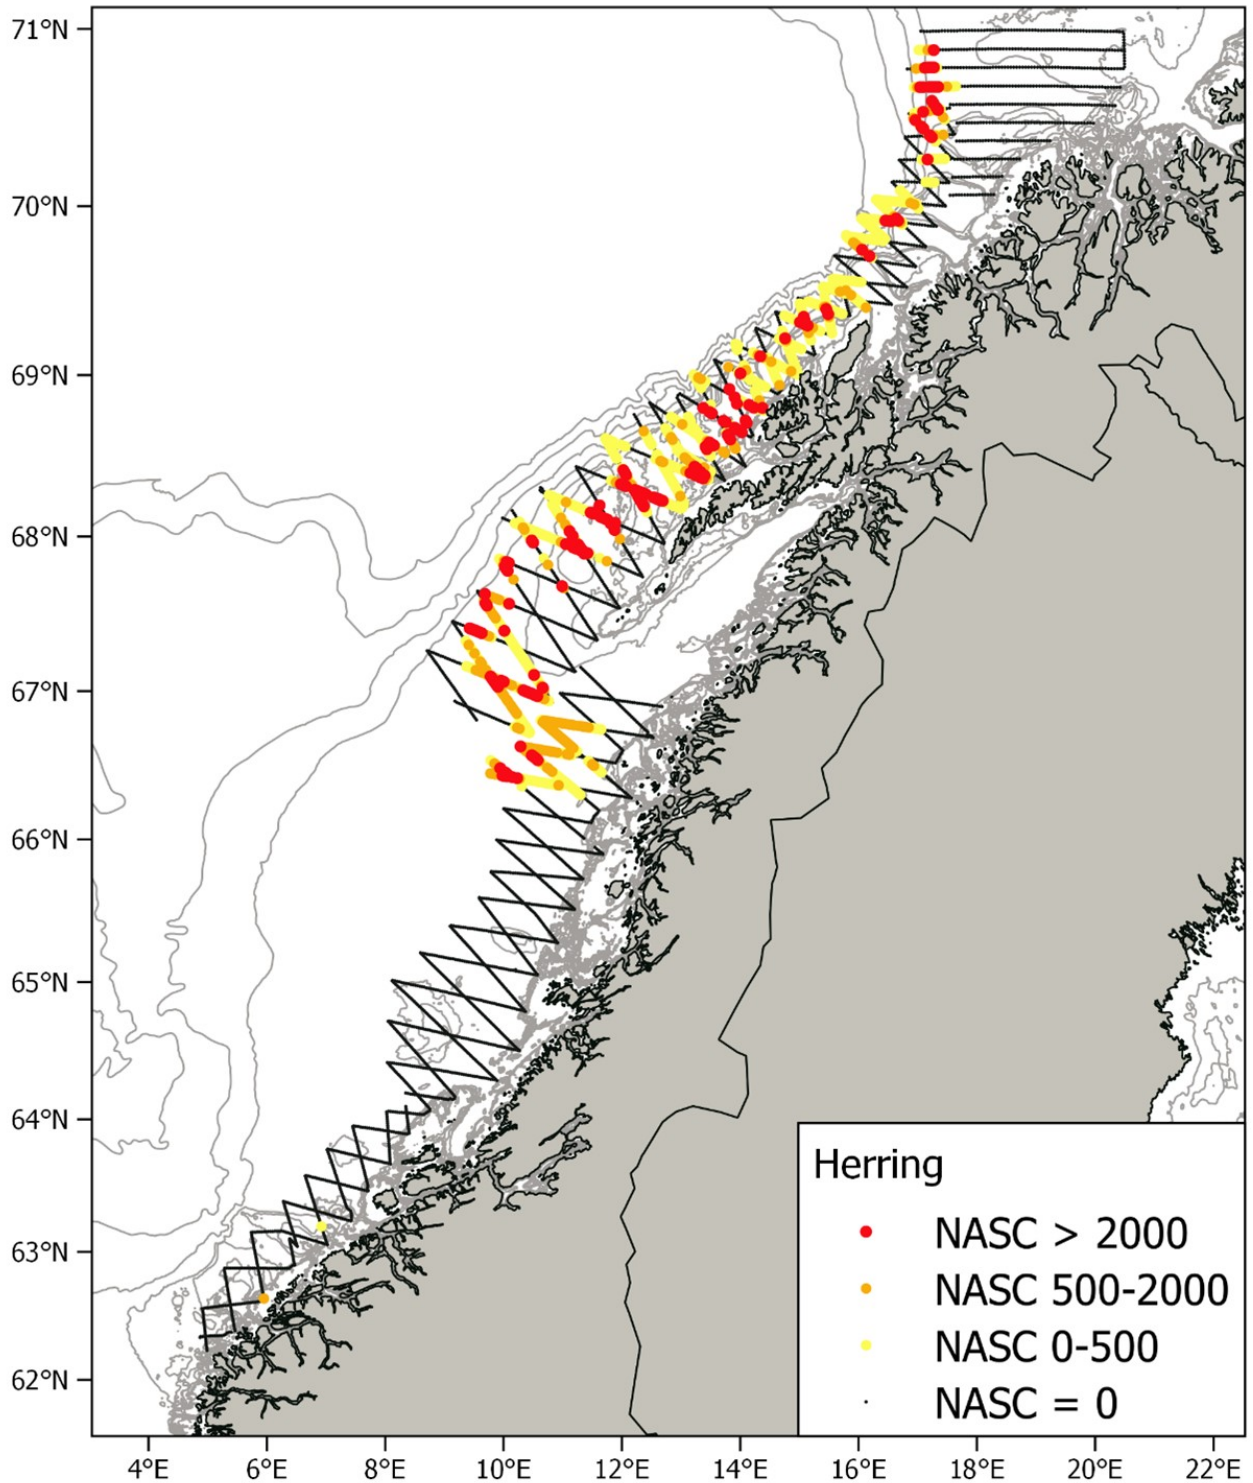 71°N
70°N
69°N
68°N
67°N
66°N
65°N
64°N
63°N
62°N
Herring
NASC > 2000
NASC 500-2000
NASC 0-500
NASC = 0
4°E 6°E 8°E 10°E 12°E 14°E 16°E 18°E 20°E 22°E